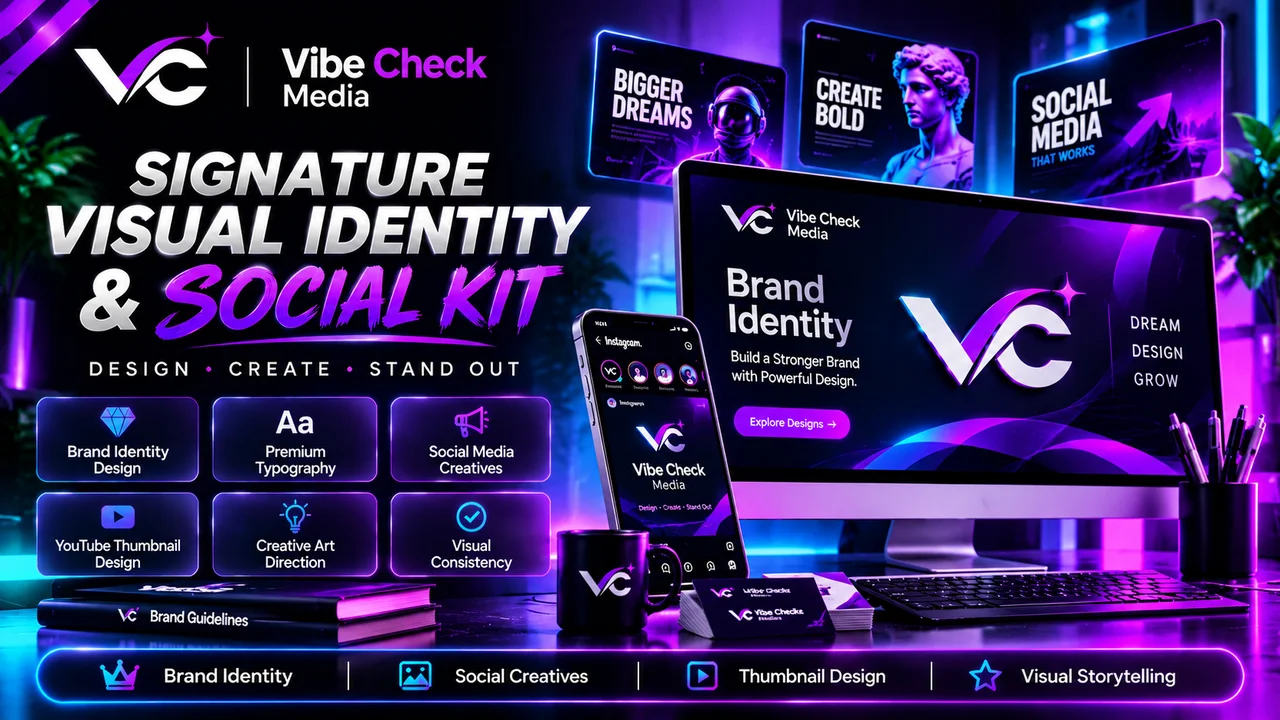 VC
Vibe Check
Media
SIGNATURE
VISUAL IDENTITY
& SOCIAL KIT
DESIGN • CREATE • STAND OUT
Brand Identity
Design
Aa
Premium
Typography
Social Media
Creatives
YouTube Thumbnail
Design
Creative Art
Direction
Visual
Consistency
BIGGER
DREAMS
CREATE
BOLD
SOCIAL
MEDIA
THAT WORKS
VC
Vibe Check
Media
Brand
Identity
Build a Stronger Brand
with Powerful Design.
Explore Designs →
VC
DREAM
DESIGN
GROW
Instagram
VC
VC
Vibe Check
Media
Design • Create • Stand Out
VC
VC
VC
VC Brand Guidelines
Brand Identity
Social Creatives
Thumbnail Design
Visual Storytelling